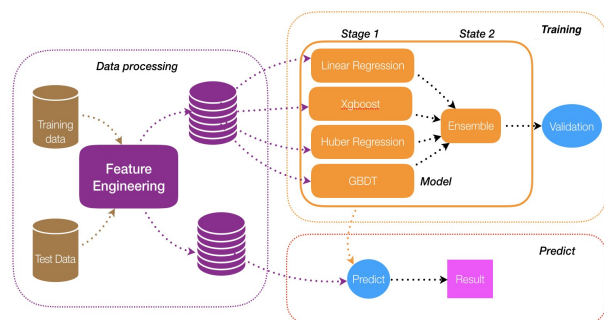 Stage 1
State 2
Training
Data processing
Linear Regression
Training
data
Xgboost
Ensemble
Validation
Huber Regression
Feature
Engineering
GBDT
Model
Test Data
Predict
Predict
Result